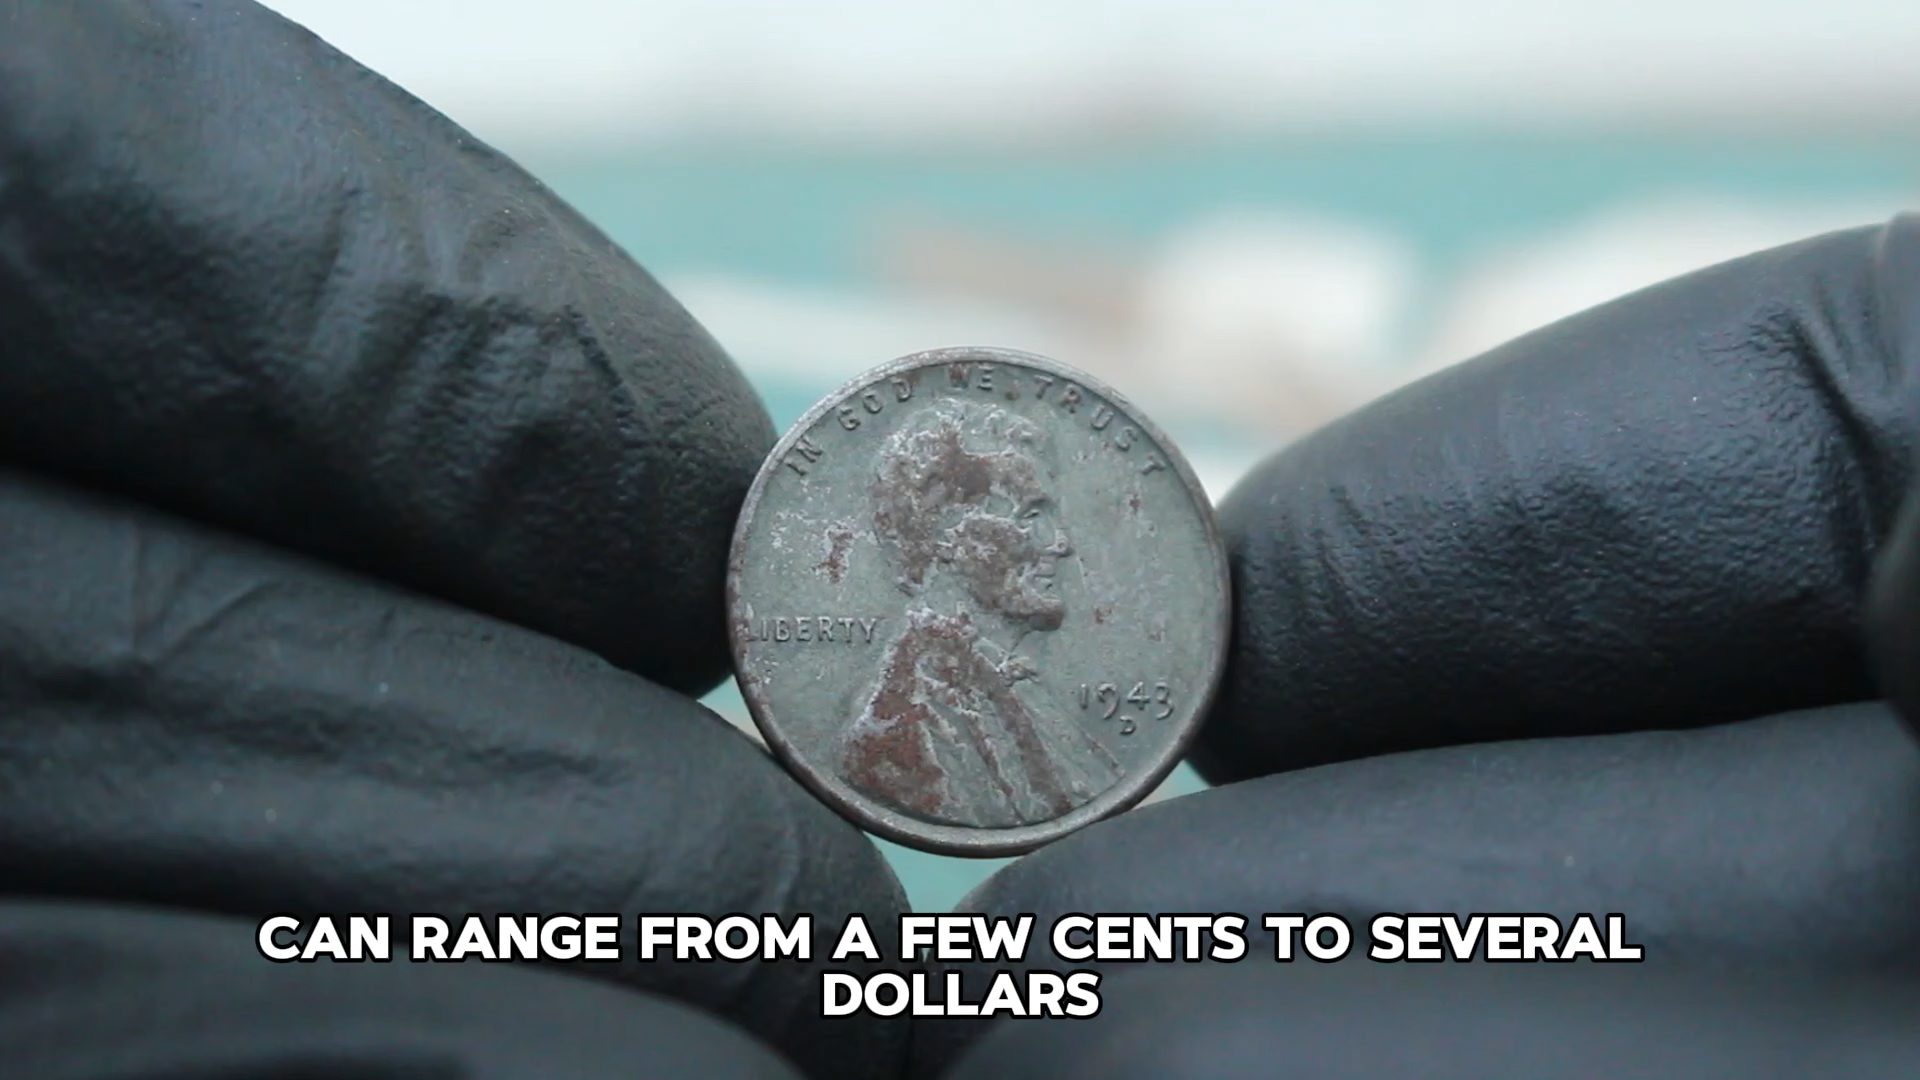 IN GOD WE TRUST
LIBERTY
1943
D
CAN RANGE FROM A FEW CENTS TO SEVERAL
DOLLARS